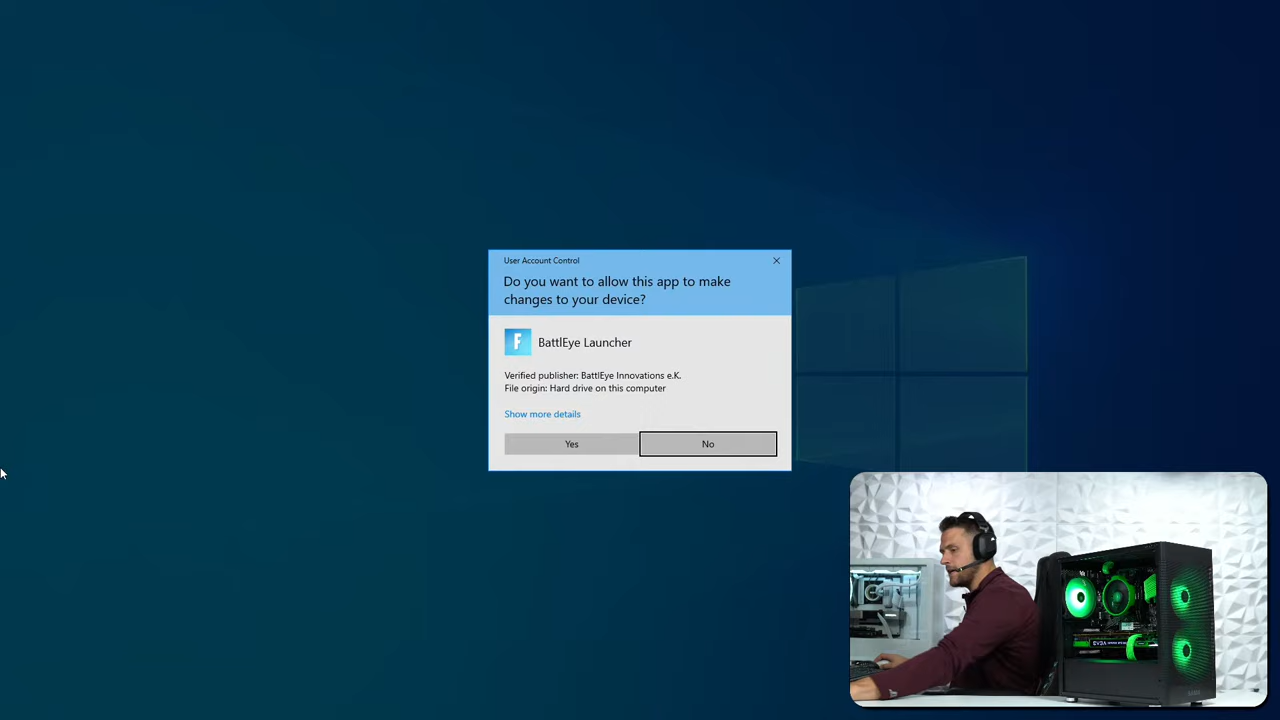 User Account Control
Do you want to allow this app to make
changes to your device?
F
BattlEye Launcher
Verified publisher: BattlEye Innovations e.K.
File origin: Hard drive on this computer
Show more details
Yes
No
EVGA